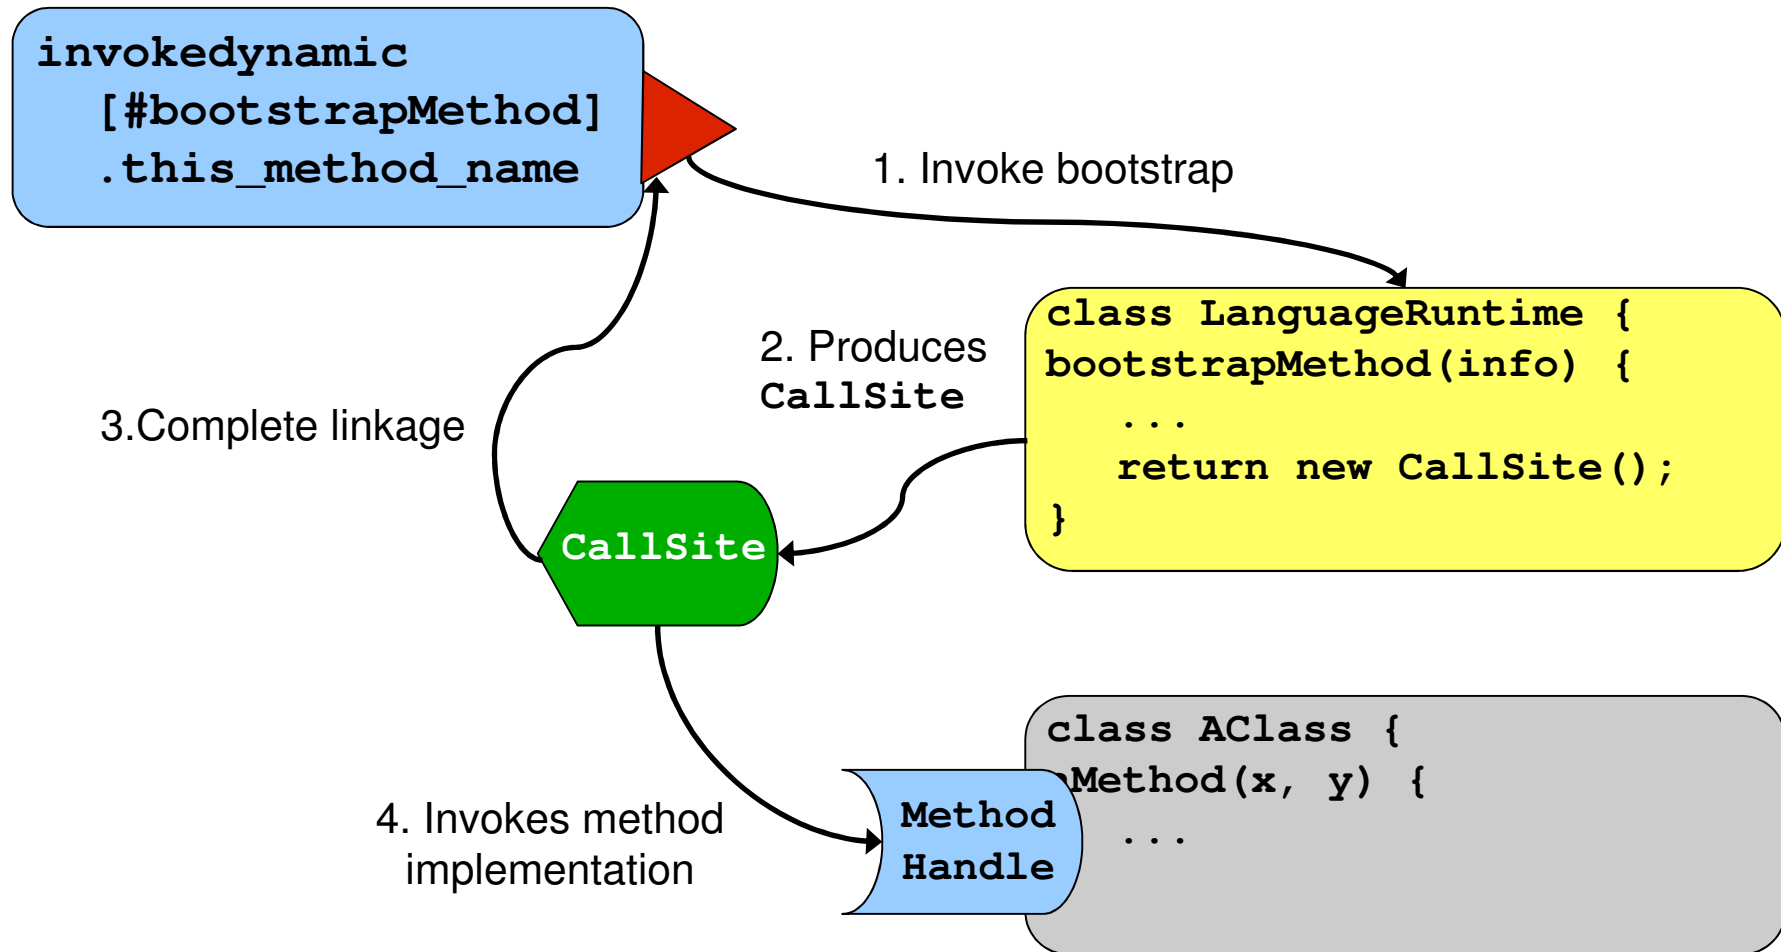 invokedynamic
[#bootstrapMethod]
.this_method_name
1. Invoke bootstrap
class LanguageRuntime {
bootstrapMethod(info) {
...
return new CallSite();
}
2. Produces
CallSite
3.Complete linkage
CallSite
4. Invokes method
implementation
Method
Handle
class AClass {
Method(x, y) {
...